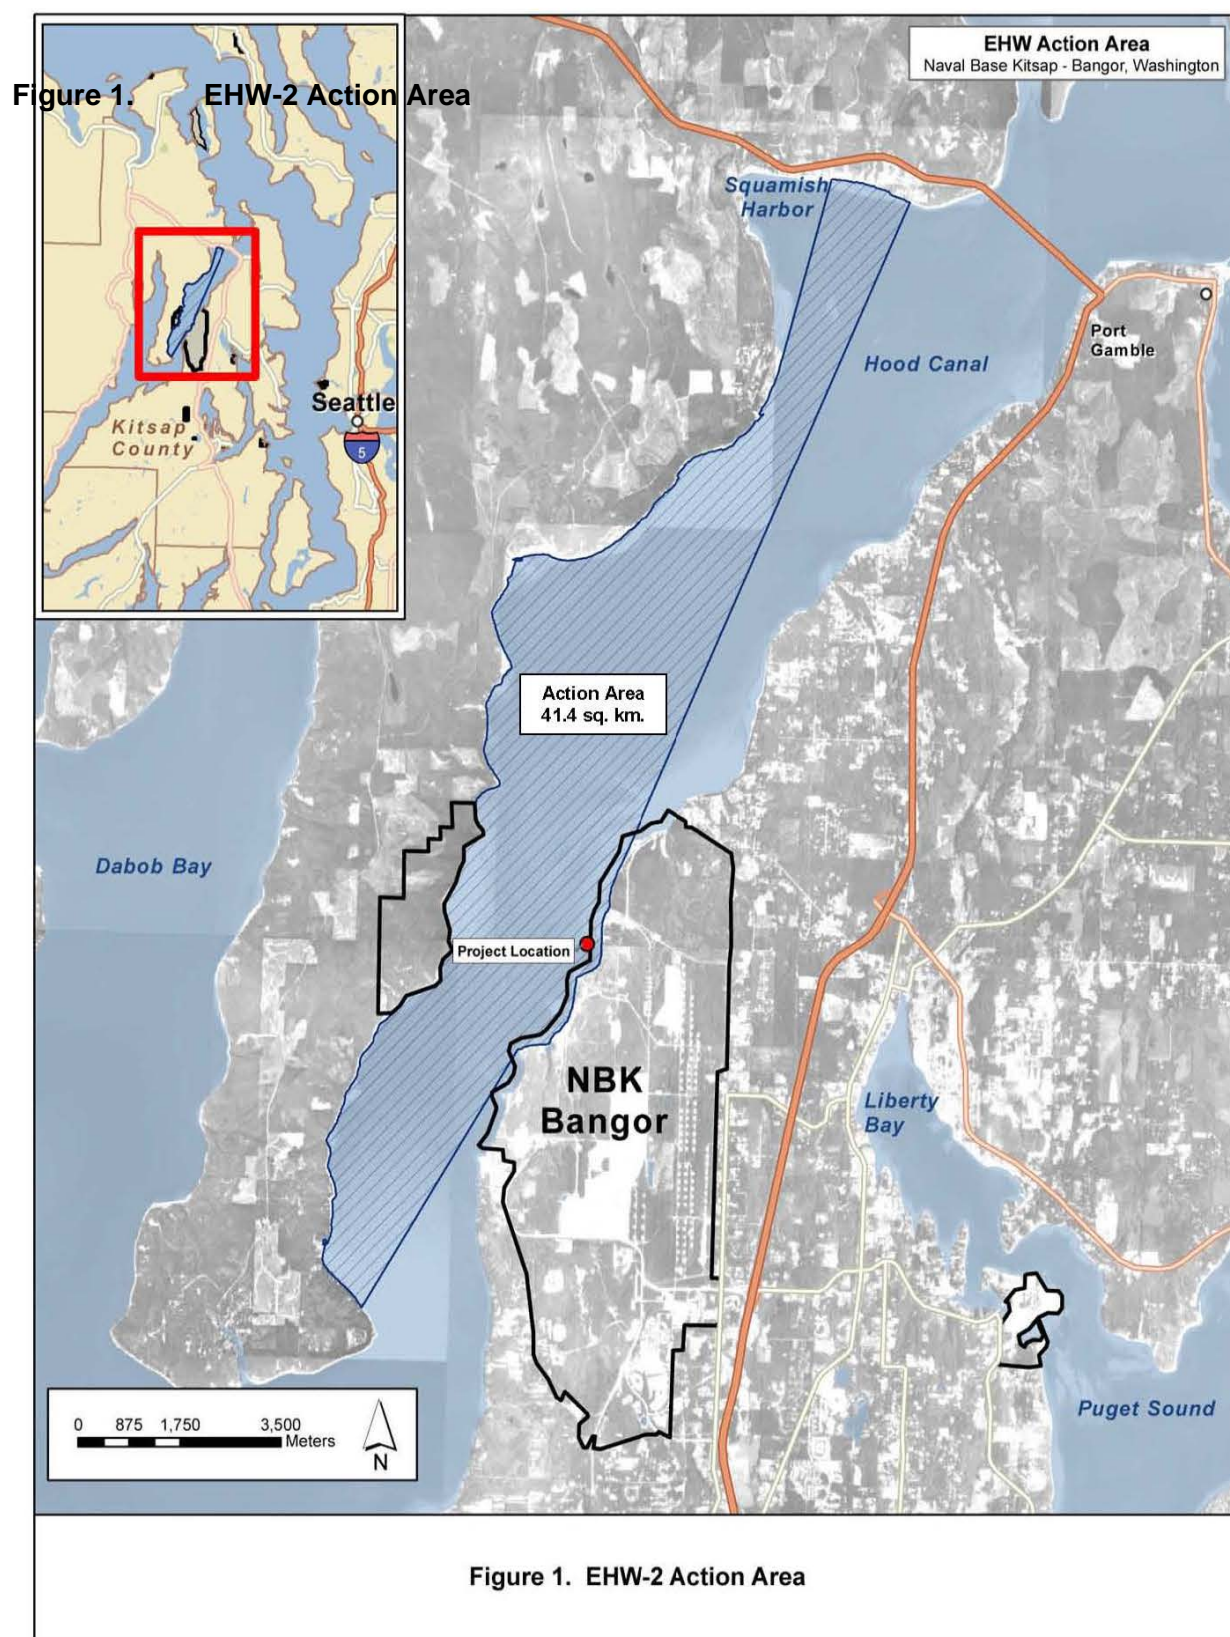 EHW Action Area
Naval Base Kitsap - Bangor, Washington
Figure 1. EHW-2 Action Area
Squamish
Harbor
Hood Canal
Port
Gamble
Seattle
5
Kitsap
County
Action Area
41.4 sq. km.
Dabob Bay
Project Location
NBK
Bangor
Liberty
Bay
Puget Sound
0 875 1,750 3,500
Meters
N
Figure 1. EHW-2 Action Area